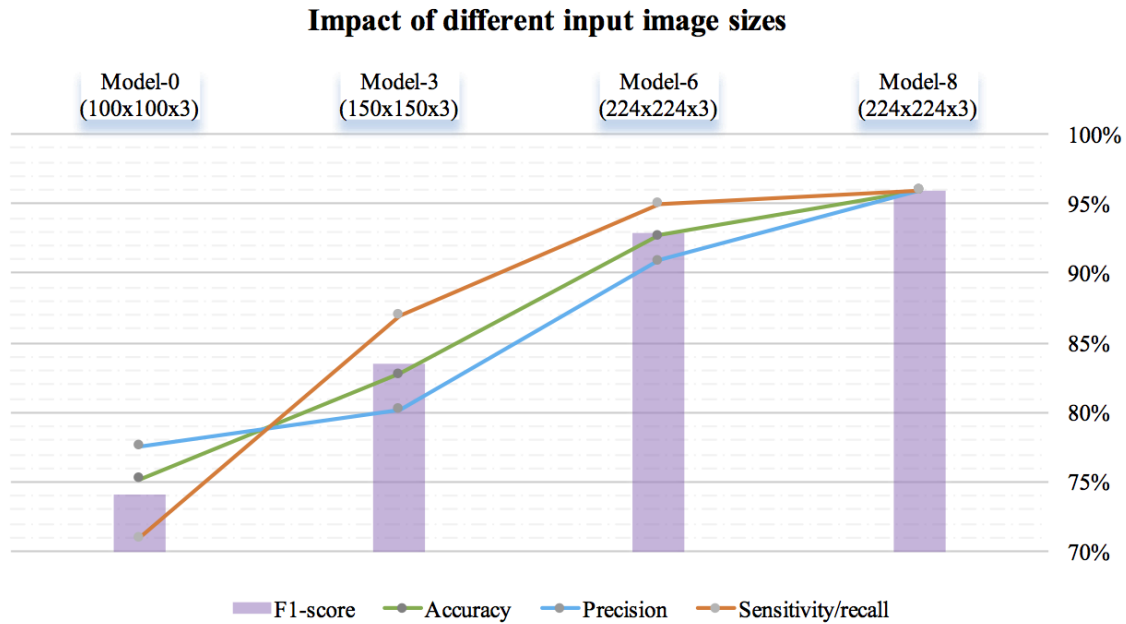 Impact of different input image sizes
Model-0 Model-3 Model-6 Model-8
(100x100x3) (150x150x3) (224x224x3) (224x224x3)
100%
95%
90%
85%
80%
75%
70%
F1-score Accuracy Precision Sensitivity/recall